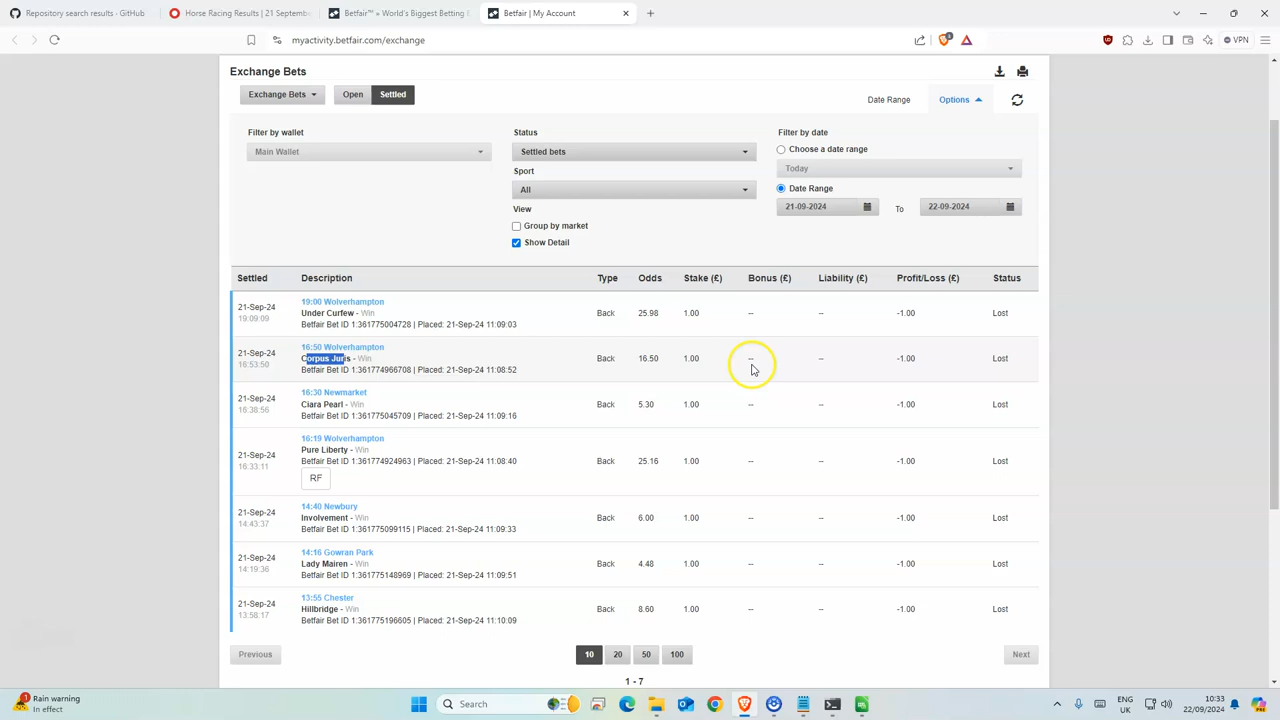 Repository search results · GitHub
Horse Racing Results | 21 Septembe
Betfair™ » World's Biggest Betting
Betfair | My Account
myactivity.betfair.com/exchange
VPN
Exchange Bets
Exchange Bets
Open
Settled
Date Range
Options
Filter by wallet
Main Wallet
Status
Settled bets
Sport
All
View
Group by market
Show Detail
Filter by date
Choose a date range
Today
Date Range
21-09-2024
To
22-09-2024
Settled Description Type Odds Stake (£) Bonus (£) Liability (£) Profit/Loss (£) Status
19:00 Wolverhampton
21-Sep-24 Under Curfew - Win Back 25.98 1.00 -- -- -1.00 Lost
19:09:09
Betfair Bet ID 1:361775004728 | Placed: 21-Sep-24 11:09:03
16:50 Wolverhampton
21-Sep-24 Corpus Juris - Win Back 16.50 1.00 -- -- -1.00 Lost
16:53:50
Betfair Bet ID 1:361774966708 | Placed: 21-Sep-24 11:08:52
16:30 Newmarket
21-Sep-24 Ciara Pearl - Win Back 5.30 1.00 -- -- -1.00 Lost
16:38:56
Betfair Bet ID 1:361775045709 | Placed: 21-Sep-24 11:09:16
16:19 Wolverhampton
Pure Liberty - Win
21-Sep-24 Betfair Bet ID 1:361774924963 | Placed: 21-Sep-24 11:08:40 Back 25.16 1.00 -- -- -1.00 Lost
16:33:11
RF
14:40 Newbury
21-Sep-24 Involvement - Win Back 6.00 1.00 -- -- -1.00 Lost
14:43:37
Betfair Bet ID 1:361775099115 | Placed: 21-Sep-24 11:09:33
14:16 Gowran Park
21-Sep-24 Lady Mairen - Win Back 4.48 1.00 -- -- -1.00 Lost
14:19:36
Betfair Bet ID 1:361775148969 | Placed: 21-Sep-24 11:09:51
13:55 Chester
21-Sep-24 Hillbridge - Win Back 8.60 1.00 -- -- -1.00 Lost
13:58:17
Betfair Bet ID 1:361775196605 | Placed: 21-Sep-24 11:10:09
Previous
10 20 50 100
Next
1 - 7
Rain warning
In effect
Search
ENG
UK
10:33
22/09/2024